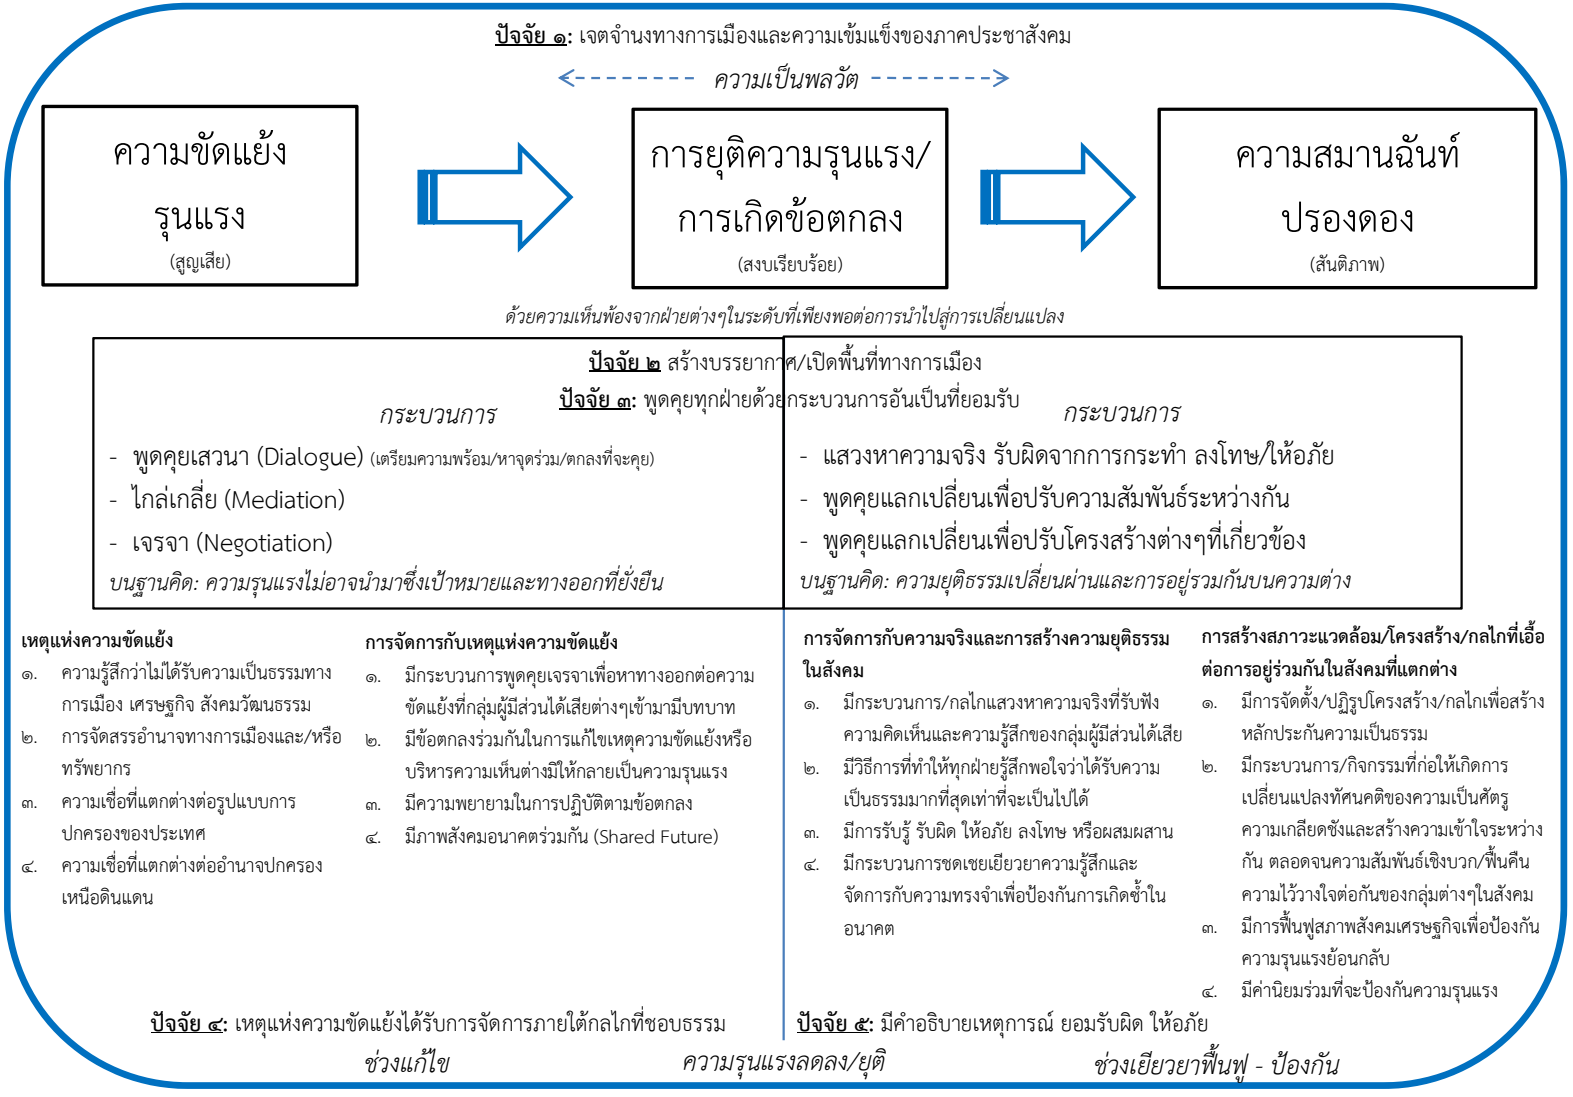 ปัจจัย ๑: เจตจำนงทางการเมืองและความเข้มแข็งของภาคประชาสังคม
ความเป็นพลวัต
ความขัดแย้ง
รุนแรง
(สูญเสีย)
การยุติความรุนแรง/
การเกิดข้อตกลง
(สงบเรียบร้อย)
ความสมานฉันท์
ปรองดอง
(สันติภาพ)
ด้วยความเห็นพ้องจากฝ่ายต่างๆในระดับที่เพียงพอต่อการนำไปสู่การเปลี่ยนแปลง
ปัจจัย ๒ สร้างบรรยากาศ/เปิดพื้นที่ทางการเมือง
ปัจจัย ๓: พูดคุยทุกฝ่ายด้วยกระบวนการอันเป็นที่ยอมรับ
กระบวนการ
- พูดคุยเสวนา (Dialogue) (เตรียมความพร้อม/หาจุดร่วม/ตกลงที่จะคุย)
- ไกล่เกลี่ย (Mediation)
- เจรจา (Negotiation)
บนฐานคิด: ความรุนแรงไม่อาจนำมาซึ่งเป้าหมายและทางออกที่ยั่งยืน
กระบวนการ
- แสวงหาความจริง รับผิดจากการกระทำ ลงโทษ/ให้อภัย
- พูดคุยแลกเปลี่ยนเพื่อปรับความสัมพันธ์ระหว่างกัน
- พูดคุยแลกเปลี่ยนเพื่อปรับโครงสร้างต่างๆที่เกี่ยวข้อง
บนฐานคิด: ความยุติธรรมเปลี่ยนผ่านและการอยู่รวมกันบนความต่าง
เหตุแห่งความขัดแย้ง
๑. ความรู้สึกว่าไม่ได้รับความเป็นธรรมทาง
การเมือง เศรษฐกิจ สังคมวัฒนธรรม
๒. การจัดสรรอำนาจทางการเมืองและ/หรือ
ทรัพยากร
๓. ความเชื่อที่แตกต่างต่อรูปแบบการ
ปกครองของประเทศ
๔. ความเชื่อที่แตกต่างต่ออำนาจปกครอง
เหนือดินแดน
การจัดการกับเหตุแห่งความขัดแย้ง
๑. มีกระบวนการพูดคุยเจรจาเพื่อหาทางออกต่อความ
ขัดแย้งที่กลุ่มผู้มีส่วนได้เสียต่างๆเข้ามามีบทบาท
๒. มีข้อตกลงร่วมกันในการแก้ไขเหตุความขัดแย้งหรือ
บริหารความเห็นต่างมิให้กลายเป็นความรุนแรง
๓. มีความพยายามในการปฏิบัติตามข้อตกลง
๔. มีภาพสังคมอนาคตร่วมกัน (Shared Future)
การจัดการกับความจริงและการสร้างความยุติธรรม
ในสังคม
๑. มีกระบวนการ/กลไกแสวงหาความจริงที่รับฟัง
ความคิดเห็นและความรู้สึกของกลุ่มผู้มีส่วนได้เสีย
๒. มีวิธีการที่ทำให้ทุกฝ่ายรู้สึกพอใจว่าได้รับความ
เป็นธรรมมากที่สุดเท่าที่จะเป็นไปได้
๓. มีการรับรู้ รับผิด ให้อภัย ลงโทษ หรือผสมผสาน
๔. มีกระบวนการชดเชยเยียวยาความรู้สึกและ
จัดการกับความทรงจำเพื่อป้องกันการเกิดซ้ำใน
อนาคต
การสร้างสภาวะแวดล้อม/โครงสร้าง/กลไกที่เอื้อ
ต่อการอยู่ร่วมกันในสังคมที่แตกต่าง
๑. มีการจัดตั้ง/ปฏิรูปโครงสร้าง/กลไกเพื่อสร้าง
หลักประกันความเป็นธรรม
๒. มีกระบวนการ/กิจกรรมที่ก่อให้เกิดการ
เปลี่ยนแปลงทัศนคติของความเป็นศัตรู
ความเกลียดชังและสร้างความเข้าใจระหว่าง
กัน ตลอดจนความสัมพันธ์เชิงบวก/ฟื้นคืน
ความไว้วางใจต่อกันของกลุ่มต่างๆในสังคม
๓. มีการฟื้นฟูสภาพสังคมเศรษฐกิจเพื่อป้องกัน
ความรุนแรงย้อนกลับ
๔. มีค่านิยมร่วมที่จะป้องกันความรุนแรง
ปัจจัย ๔: เหตุแห่งความขัดแย้งได้รับการจัดการภายใต้กลไกที่ชอบธรรม
ปัจจัย ๕: มีคำอธิบายเหตุการณ์ ยอมรับผิด ให้อภัย
ช่วงแก้ไข
ความรุนแรงลดลง/ยุติ
ช่วงเยียวยาฟื้นฟู - ป้องกัน